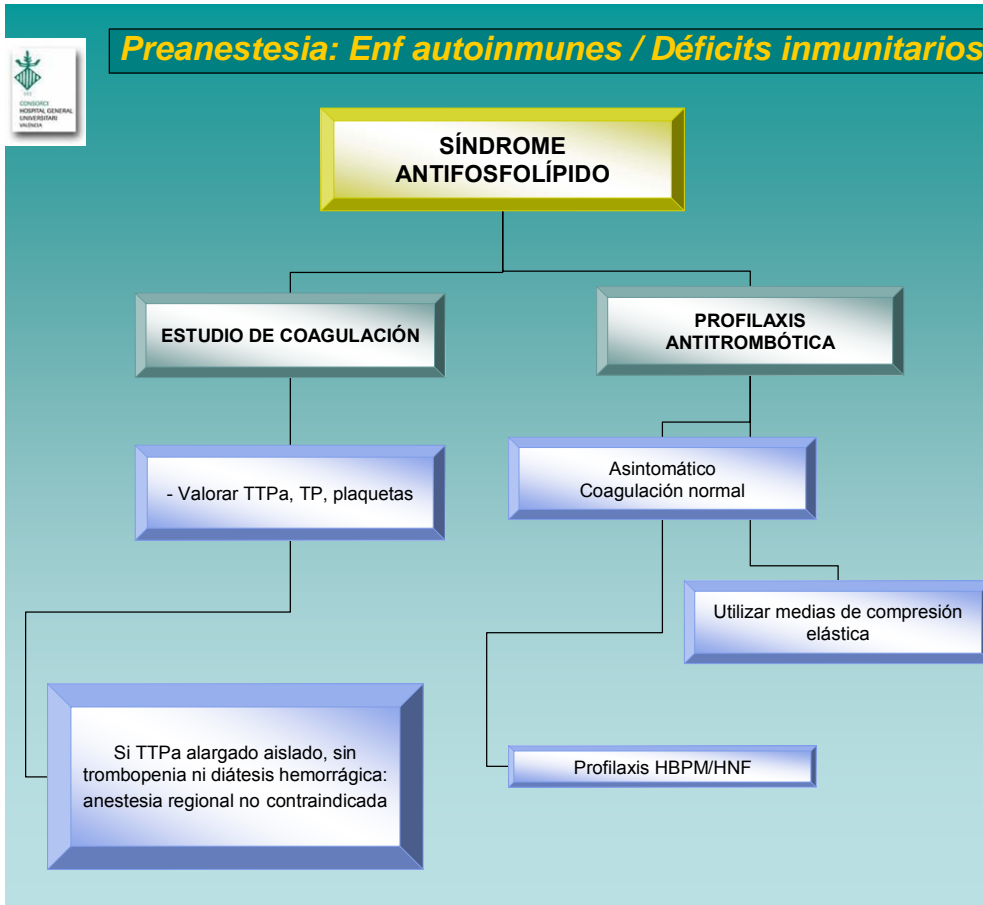 Preanestesia: Enf autoinmunes / Déficits inmunitarios
CONSORCI
HOSPITAL GENERAL
UNIVERSITARI
VALÈNCIA
SÍNDROME
ANTIFOSFOLÍPIDO
ESTUDIO DE COAGULACIÓN
PROFILAXIS
ANTITROMBÓTICA
- Valorar TTPa, TP, plaquetas
Asintomático
Coagulación normal
Utilizar medias de compresión
elástica
Si TTPa alargado aislado, sin
trombopenia ni diátesis hemorrágica:
anestesia regional no contraindicada
Profilaxis HBPM/HNF